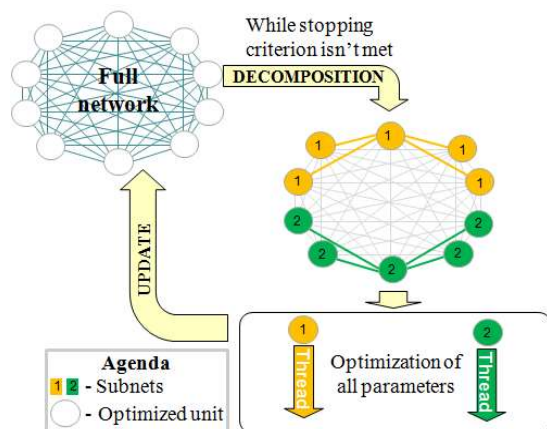 While stopping
criterion isn't met
DECOMPOSITION
Full
network
1
1
1
1
1
2
2
2
2
2
UPDATE
1
2
Thread
Optimization of
all parameters
Thread
Agenda
1 2 - Subnets
- Optimized unit